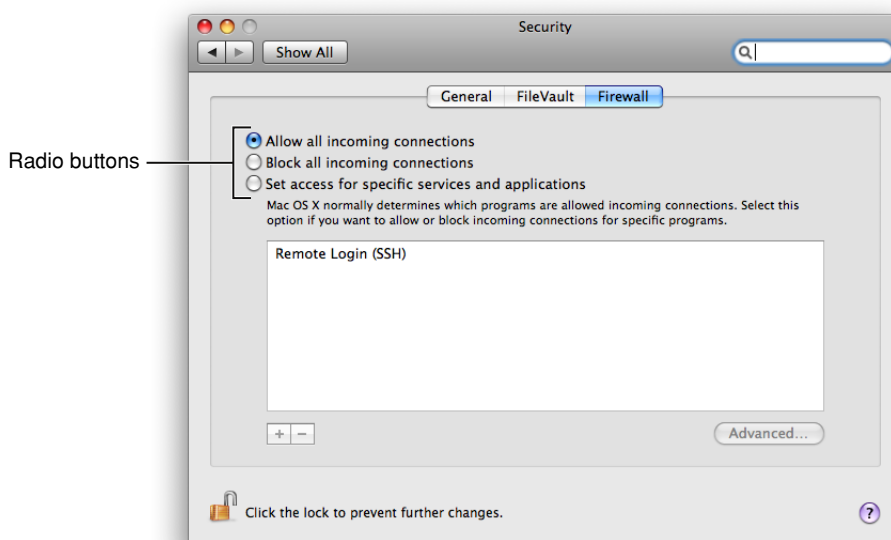 Security
Show All
General FileVault Firewall
Radio buttons
Allow all incoming connections
Block all incoming connections
Set access for specific services and applications
Mac OS X normally determines which programs are allowed incoming connections. Select this
option if you want to allow or block incoming connections for specific programs.
Remote Login (SSH)
+ −
Advanced...
Click the lock to prevent further changes.
?